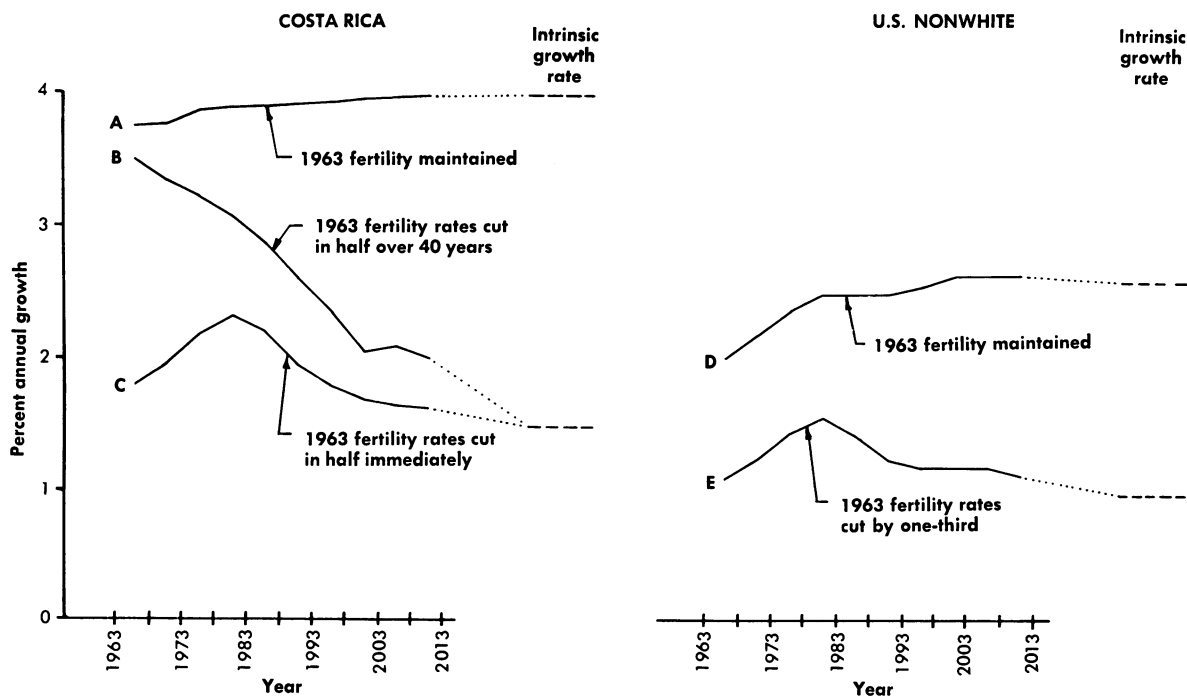 COSTA RICA
Intrinsic
growth
rate
Percent annual growth
4
3
2
1
0
A
1963 fertility maintained
B
1963 fertility rates cut
in half over 40 years
C
1963 fertility rates cut
in half immediately
1963
1973
1983
1993
2003
2013
Year
U.S. NONWHITE
Intrinsic
growth
rate
D
1963 fertility maintained
E
1963 fertility rates
cut by one-third
1963
1973
1983
1993
2003
2013
Year